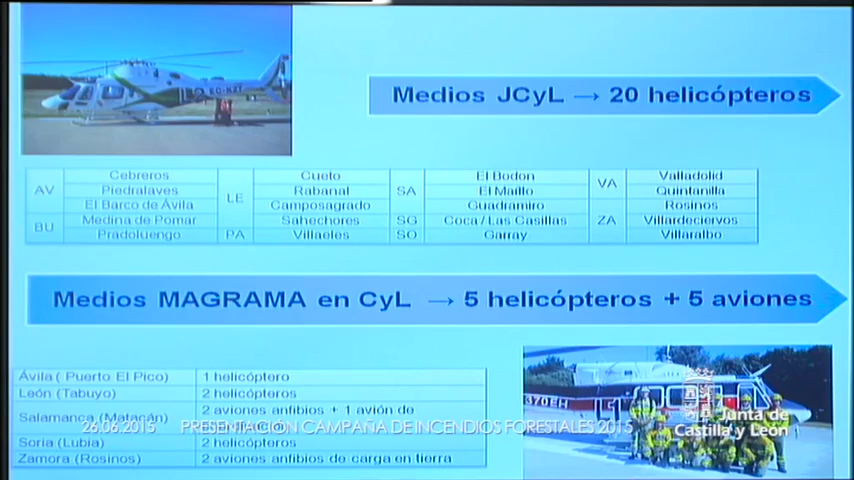 EC-KZT
Medios JCyL → 20 helicópteros
AV
Cebreros
Piedralaves
El Barco de Ávila
BU
Medina de Pomar
Pradoluengo
LE
Cueto
Rabanal
Camposagrado
Sahechores
PA
Villaeles
SA
El Bodon
El Maíllo
Guadramiro
SG
Coca / Las Casillas
SO
Garray
VA
Valladolid
Quintanilla
ZA
Rosinos
Villardeciervos
Villaralbo
Medios MAGRAMA en CyL → 5 helicópteros + 5 aviones
Ávila ( Puerto El Pico) 1 helicóptero
León (Tabuyo) 2 helicópteros
Salamanca (Matacán) 2 aviones anfibios + 1 avión de
Soria (Lubia) 2 helicópteros
Zamora (Rosinos) 2 aviones anfibios de carga en tierra
26.06.2015 PRESENTACIÓN CAMPAÑA DE INCENDIOS FORESTALES 2015
Junta de
Castilla y León